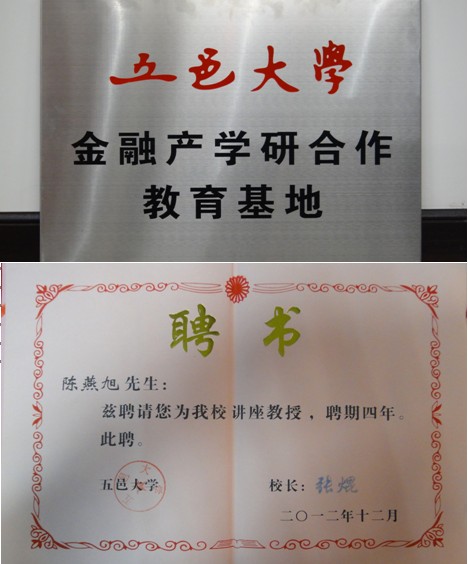 五邑大學
金融产学研合作
教育基地
聘书
陈燕旭先生：
兹聘请您为我校讲座教授，聘期四年。
此聘。
五邑大学
校长：张焜
二〇一二年十二月